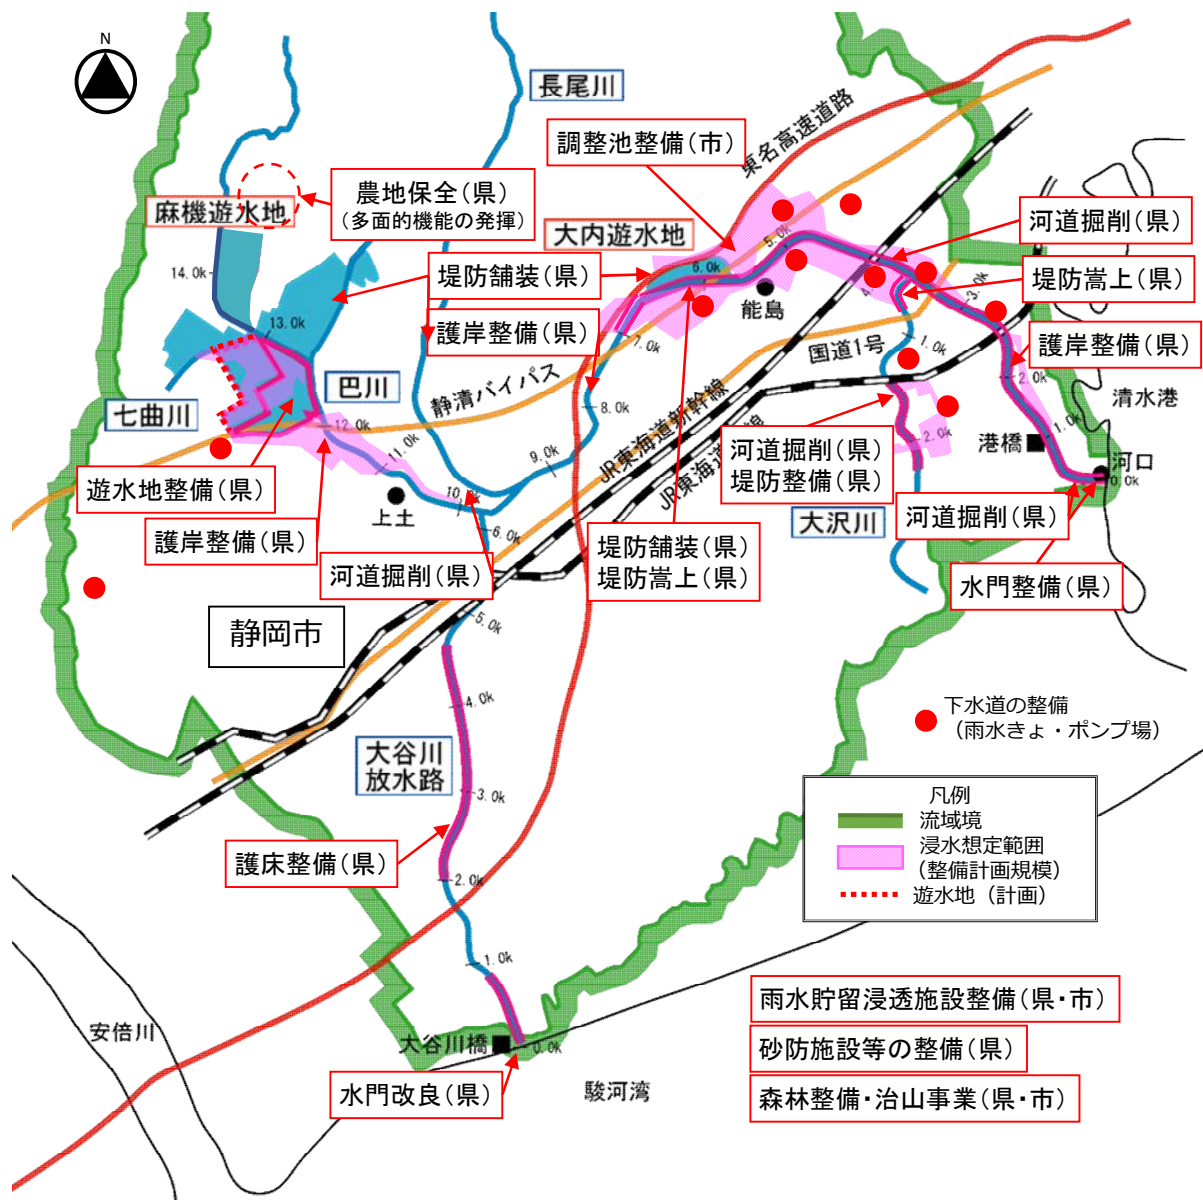 N
長尾川
調整池整備(市)
東名高速道路
農地保全(県)
(多面的機能の発揮)
麻機遊水地
大内遊水地
河道掘削(県)
堤防舗装(県)
堤防嵩上(県)
14.0k
13.0k
6.0k
5.0k
3.0k
能島
護岸整備(県)
7.0k
1.0k
国道1号
護岸整備(県)
2.0k
清水港
巴川
静清バイパス
七曲川
8.0k
JR東海道新幹線
12.0k
11.0k
9.0k
河道掘削(県)
堤防整備(県)
2.0k
1.0k
港橋
河口
0.0k
遊水地整備(県)
上土
護岸整備(県)
河道掘削(県)
6.0k
堤防舗装(県)
堤防嵩上(県)
大沢川
河道掘削(県)
水門整備(県)
静岡市
5.0k
4.0k
大谷川
放水路
3.0k
下水道の整備
(雨水きょ・ポンプ場)
凡例
流域境
浸水想定範囲
(整備計画規模)
遊水地(計画)
護床整備(県)
2.0k
1.0k
雨水貯留浸透施設整備(県・市)
砂防施設等の整備(県)
森林整備・治山事業(県・市)
安倍川
大谷川橋
0.0k
水門改良(県)
駿河湾